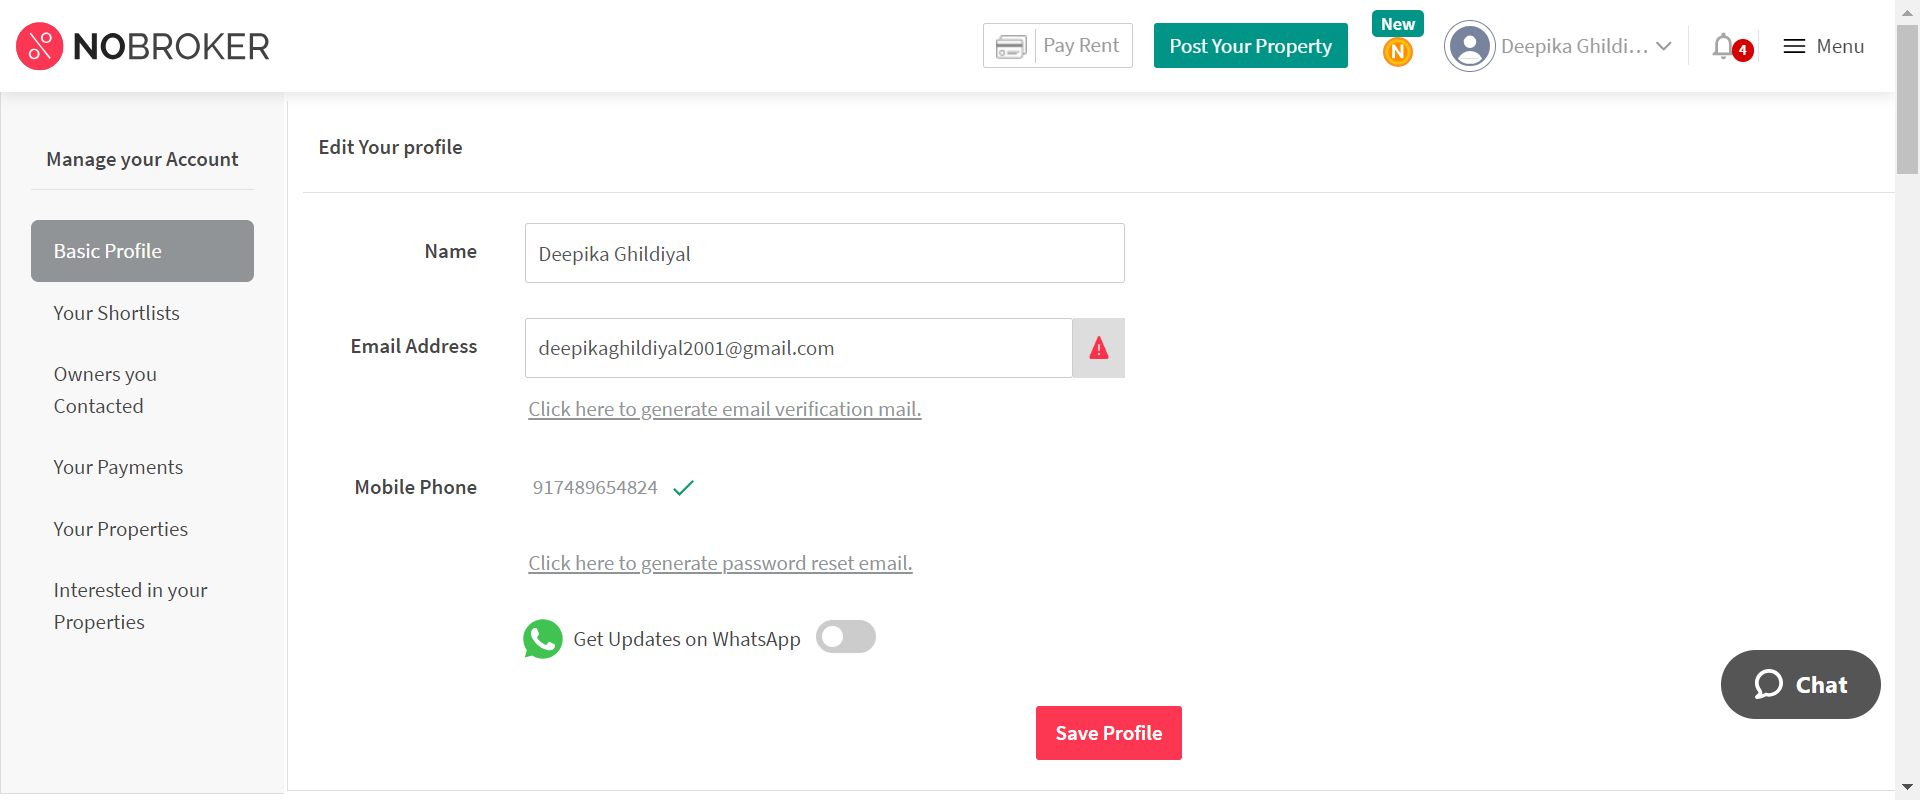 NOBROKER
Pay Rent
Post Your Property
New
N
Deepika Ghildi...
4
Menu
Manage your Account
Basic Profile
Your Shortlists
Owners you
Contacted
Your Payments
Your Properties
Interested in your
Properties
Edit Your profile
Name
Deepika Ghildiyal
Email Address
deepikaghildiyal2001@gmail.com
Click here to generate email verification mail.
Mobile Phone
917489654824
Click here to generate password reset email.
Get Updates on WhatsApp
Save Profile
Chat